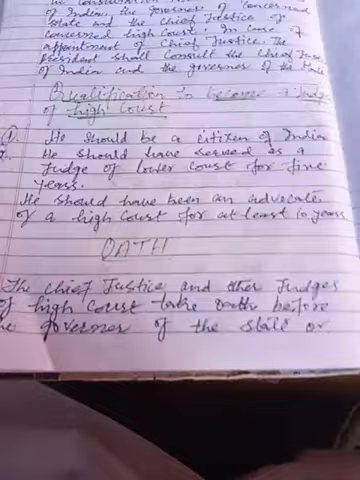 of India, the governer of concerned
State and the Chief Justice of
concerned high Court. In case of
appointment of Chief Justice. The
President shall consult the Chief
of India and the governer of the State
Qualification to become a Judge
of high Court
1. He should be a citizen of India
2. He should have served as a
Judge of lower Court for five
years.
He should have been an advocate
of a high Court for at least 10 years
OATH
The Chief Justice and other Judges
of high Court take Oath before
the governer of the state or